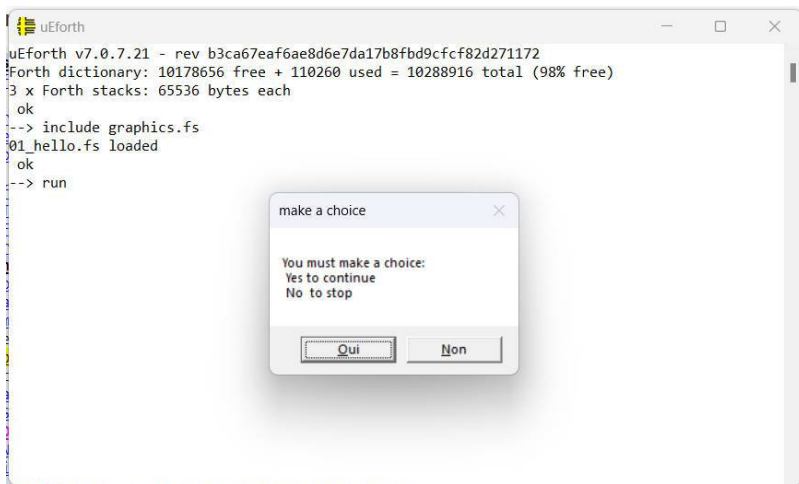 uEforth
uEforth v7.0.7.21 - rev b3ca67eaf6ae8d6e7da17b8fbd9cfcf82d271172
Forth dictionary: 10178656 free + 110260 used = 10288916 total (98% free)
3 x Forth stacks: 65536 bytes each
ok
--> include graphics.fs
01_hello.fs loaded
ok
--> run
make a choice
You must make a choice:
Yes to continue
No to stop
Oui
Non